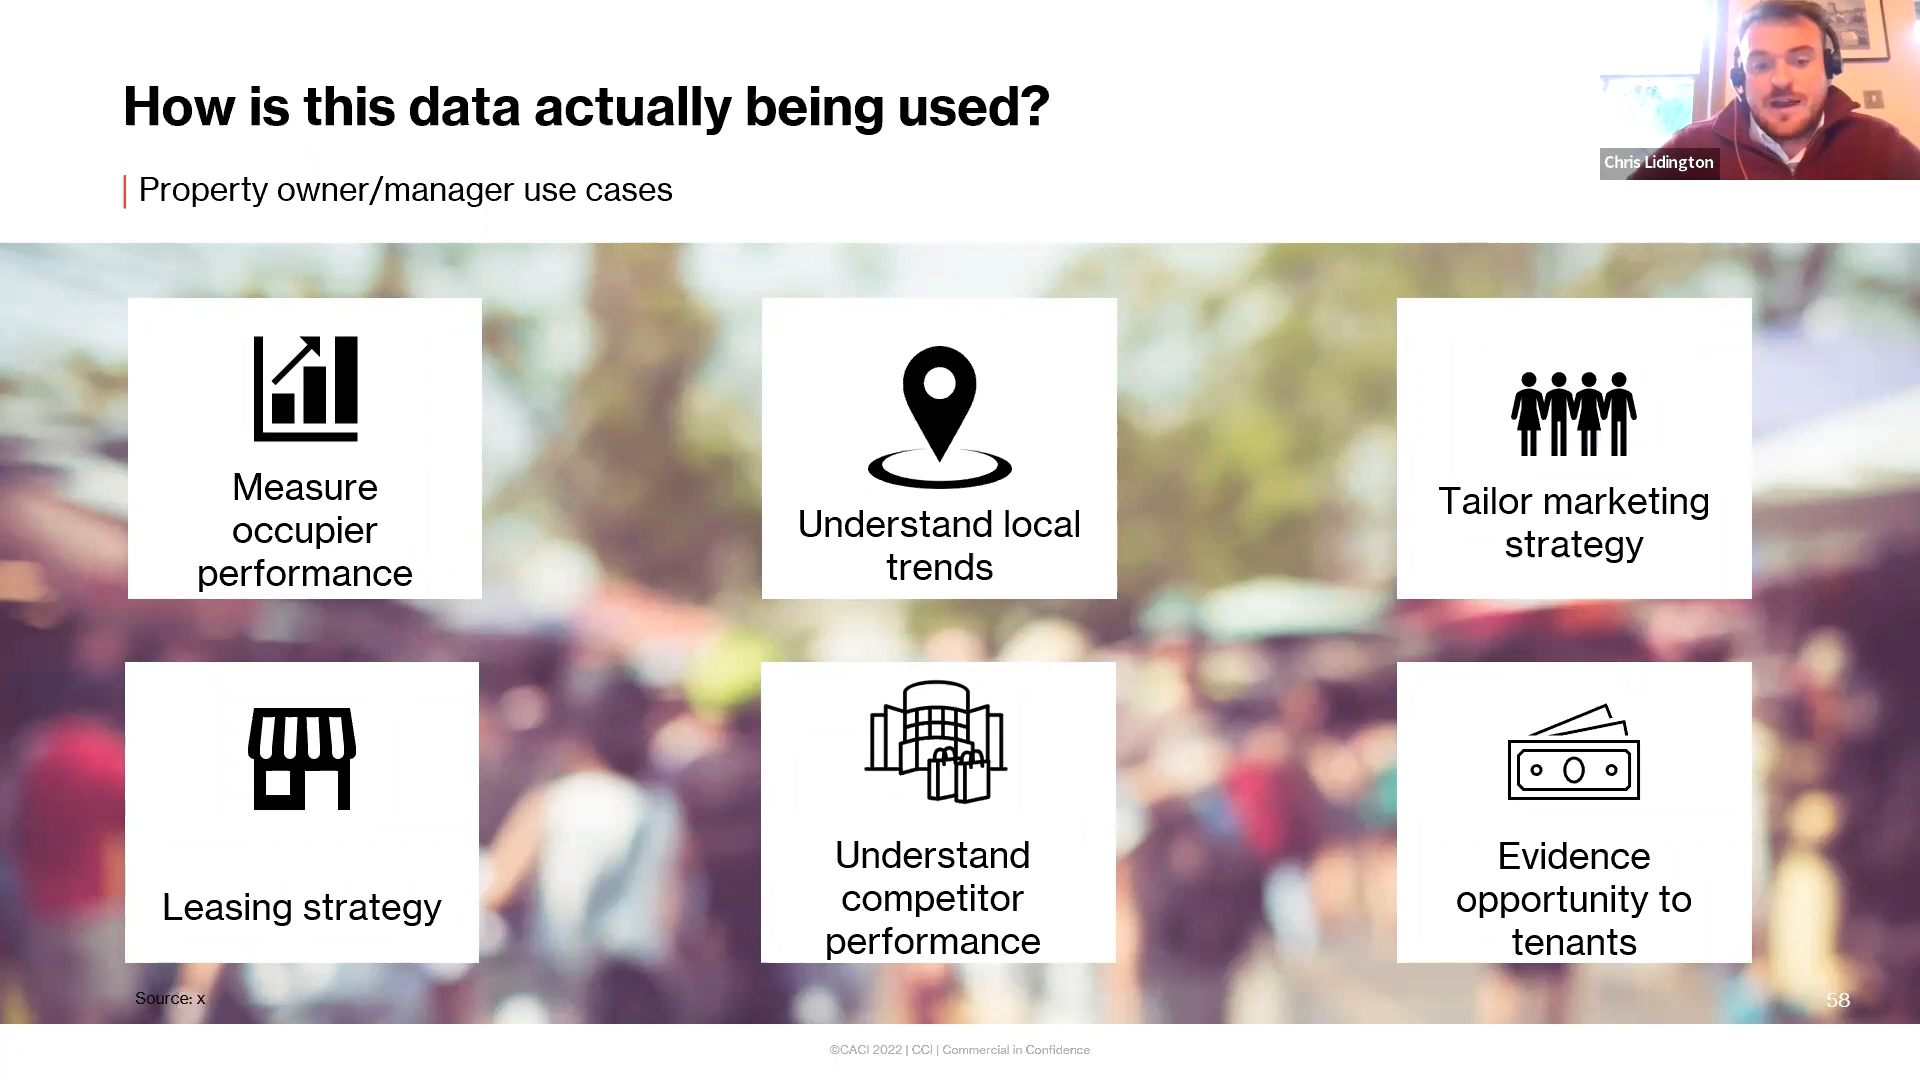 How is this data actually being used?
Property owner/manager use cases
Chris Lidington
Measure
occupier
performance
Understand local
trends
Tailor marketing
strategy
Leasing strategy
Understand
competitor
performance
Evidence
opportunity to
tenants
Source: x
58
©CACI 2022 | CCI | Commercial in Confidence